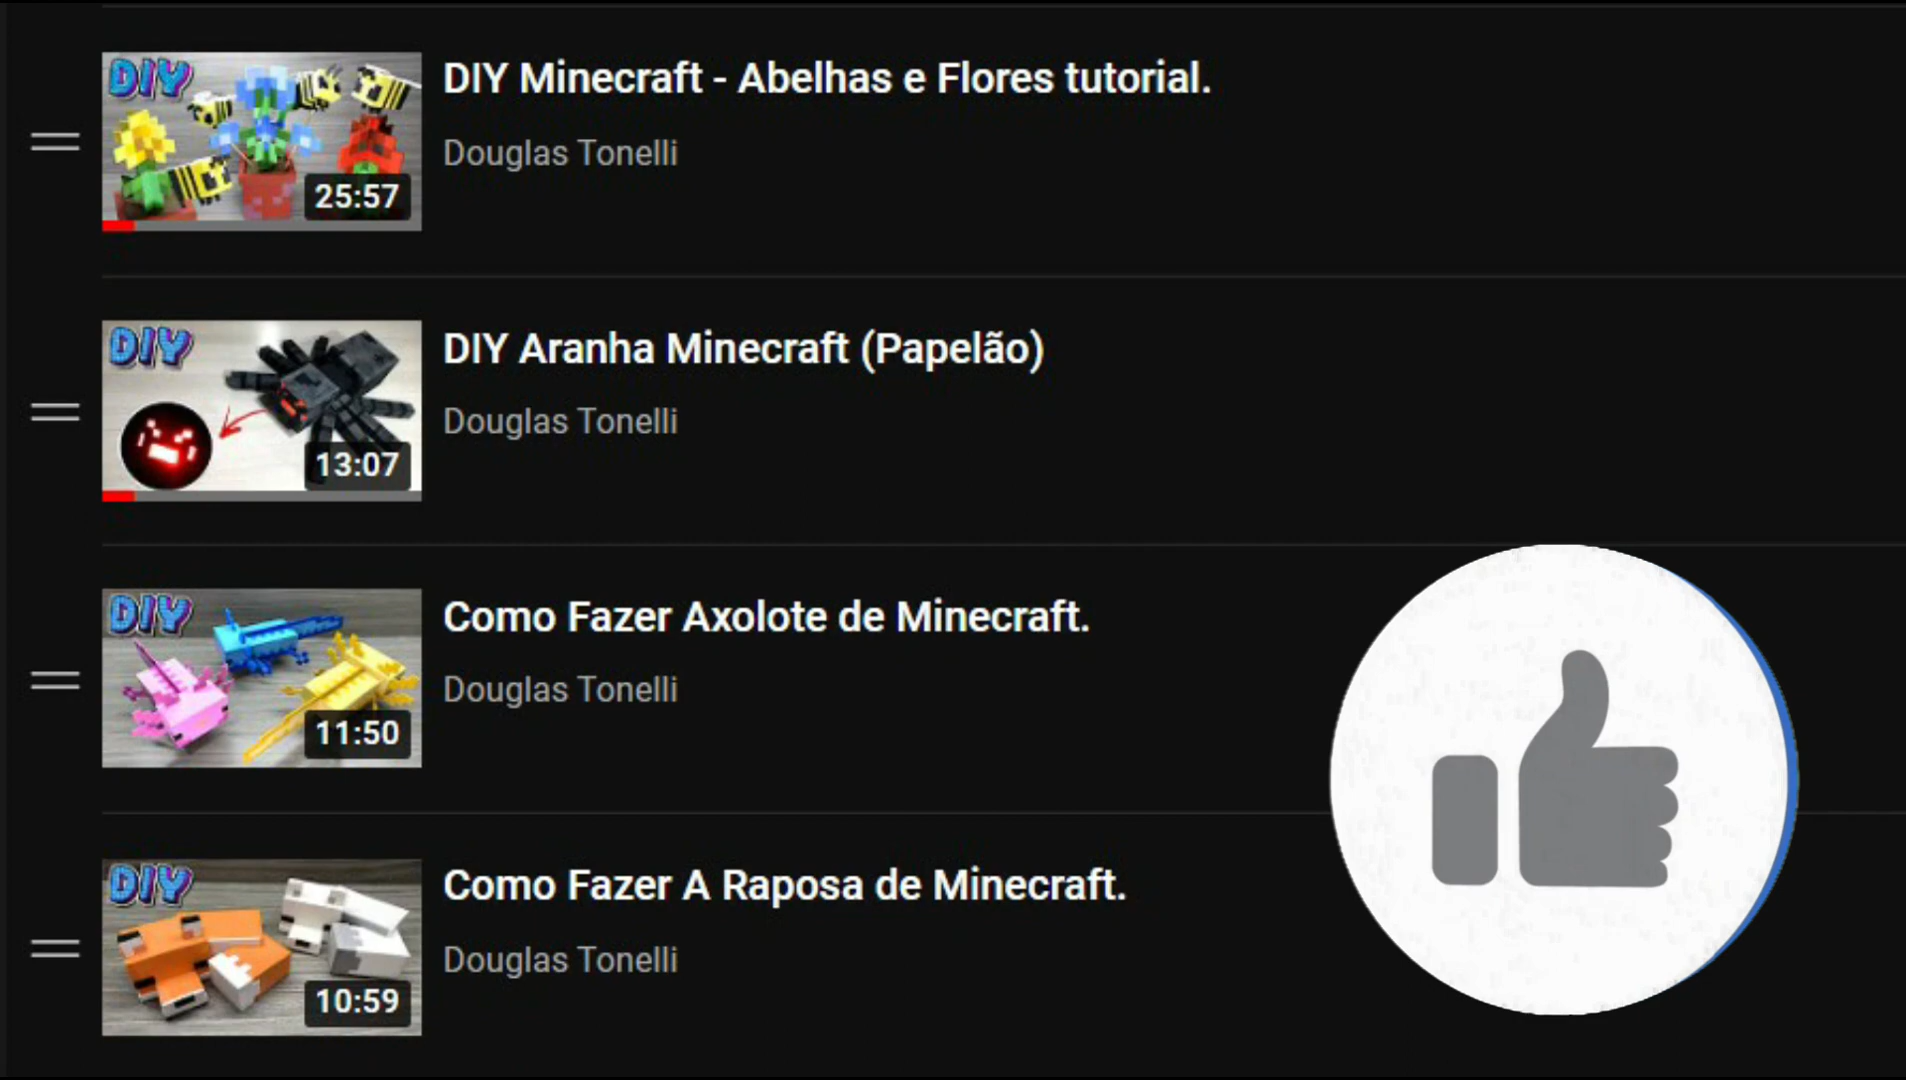 DIY
DIY Minecraft - Abelhas e Flores tutorial.
Douglas Tonelli
25:57
DIY
DIY Aranha Minecraft (Papelão)
Douglas Tonelli
13:07
DIY
Como Fazer Axolote de Minecraft.
Douglas Tonelli
11:50
DIY
Como Fazer A Raposa de Minecraft.
Douglas Tonelli
10:59